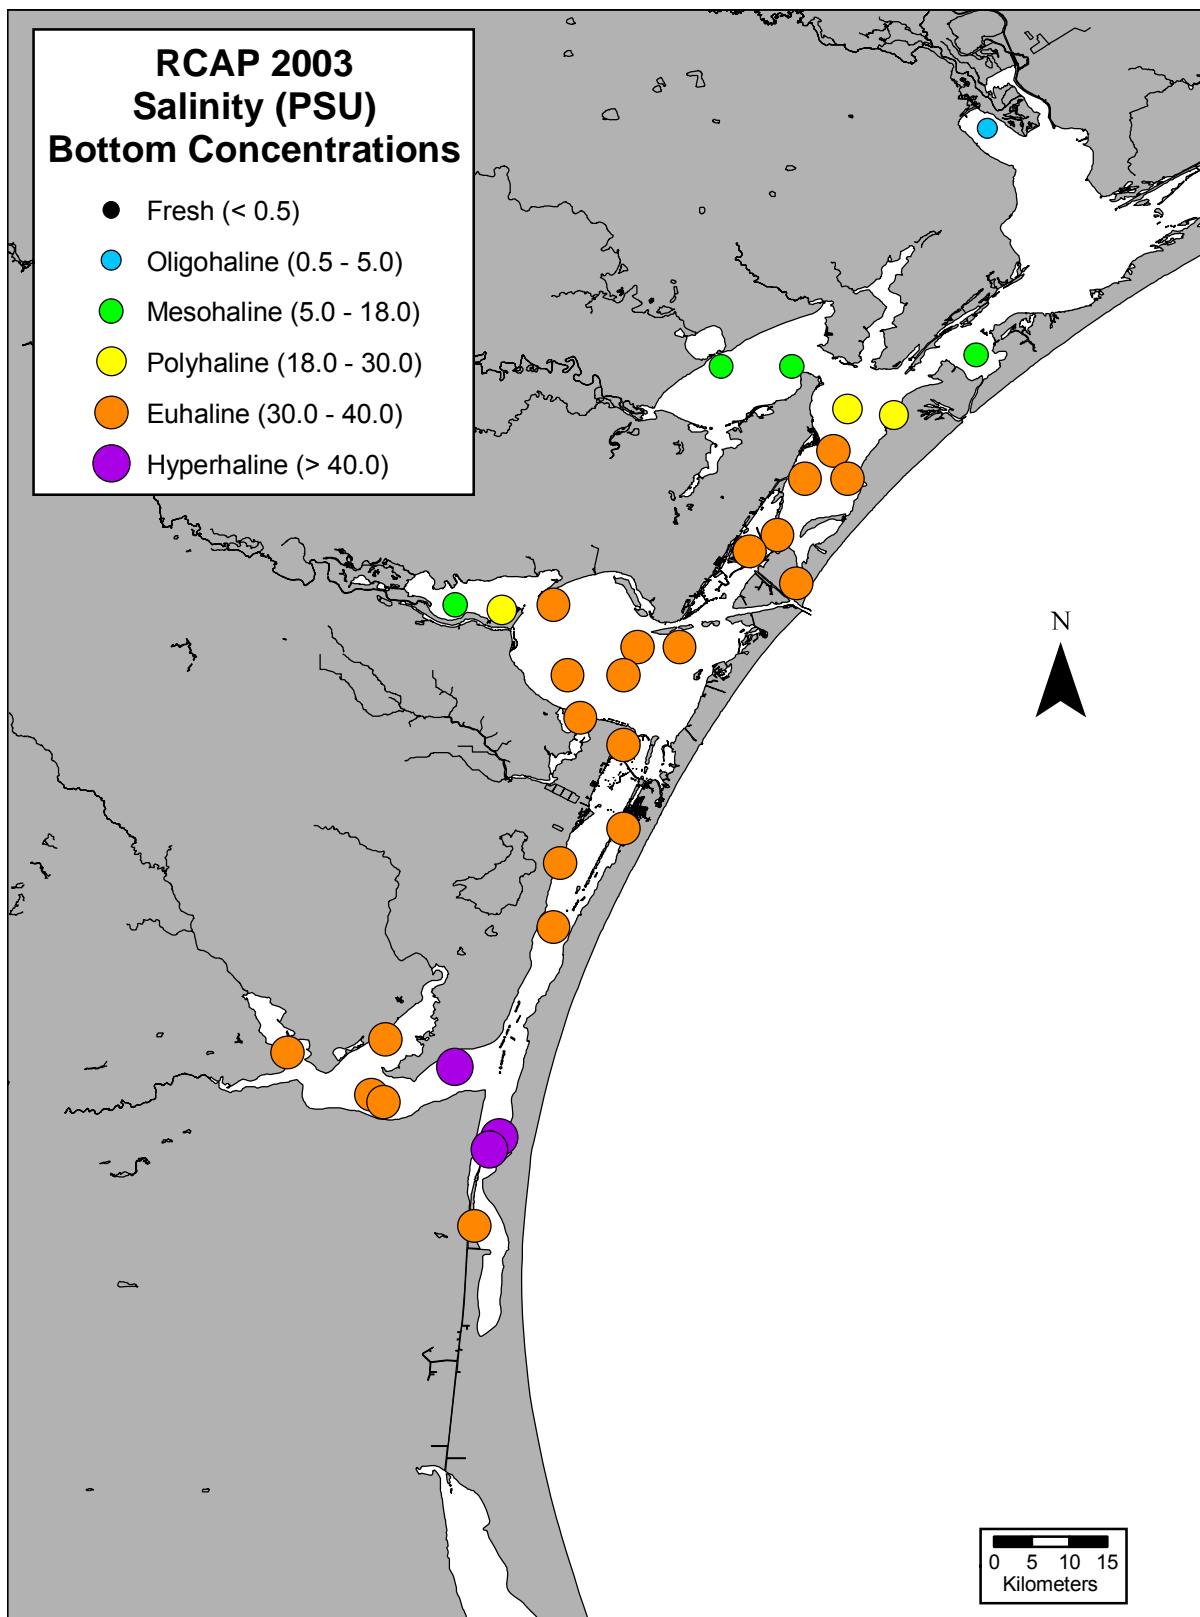 RCAP 2003
Salinity (PSU)
Bottom Concentrations
Fresh (< 0.5)
Oligohaline (0.5 - 5.0)
Mesohaline (5.0 - 18.0)
Polyhaline (18.0 - 30.0)
Euhaline (30.0 - 40.0)
Hyperhaline (> 40.0)
N
0 5 10 15
Kilometers